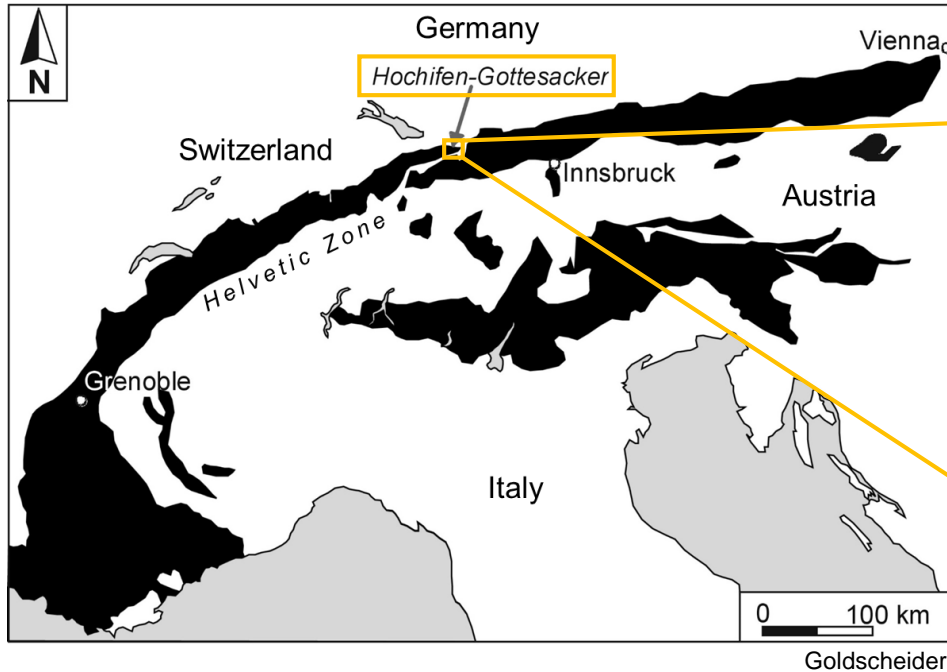 Germany
Vienna
Hochifen-Gottesacker
N
Switzerland
Innsbruck
Austria
Helvetic Zone
Grenoble
Italy
0 100 km
Goldscheider